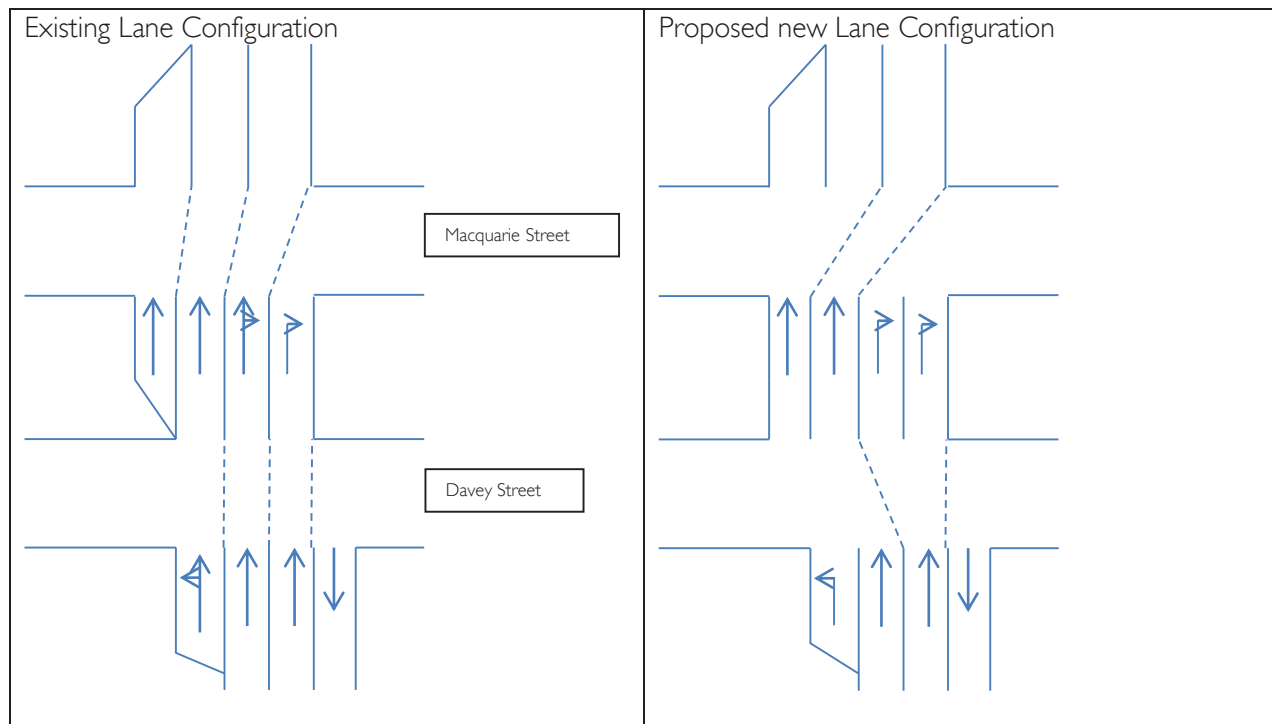 Existing Lane Configuration
Proposed new Lane Configuration
Macquarie Street
Davey Street